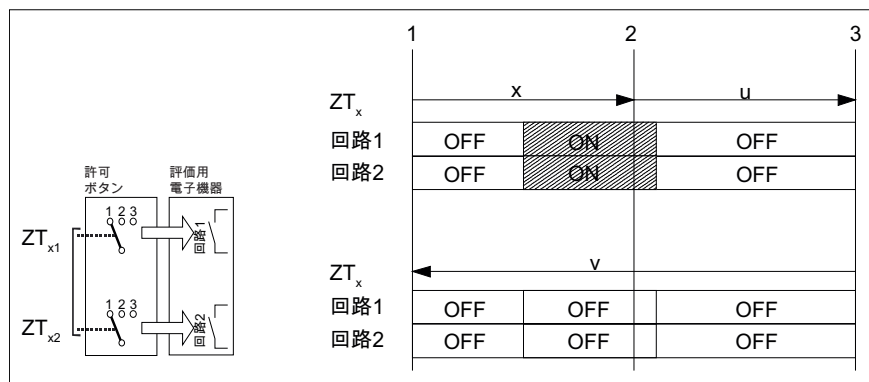 1 2 3
x u
ZTx
回路1 OFF ON OFF
回路2 OFF ON OFF
許可
ボタン
評価用
電子機器
1 2 3
ZTx1
回路1
1 2 3
ZTx2
回路2
v
ZTx
回路1 OFF OFF OFF
回路2 OFF OFF OFF